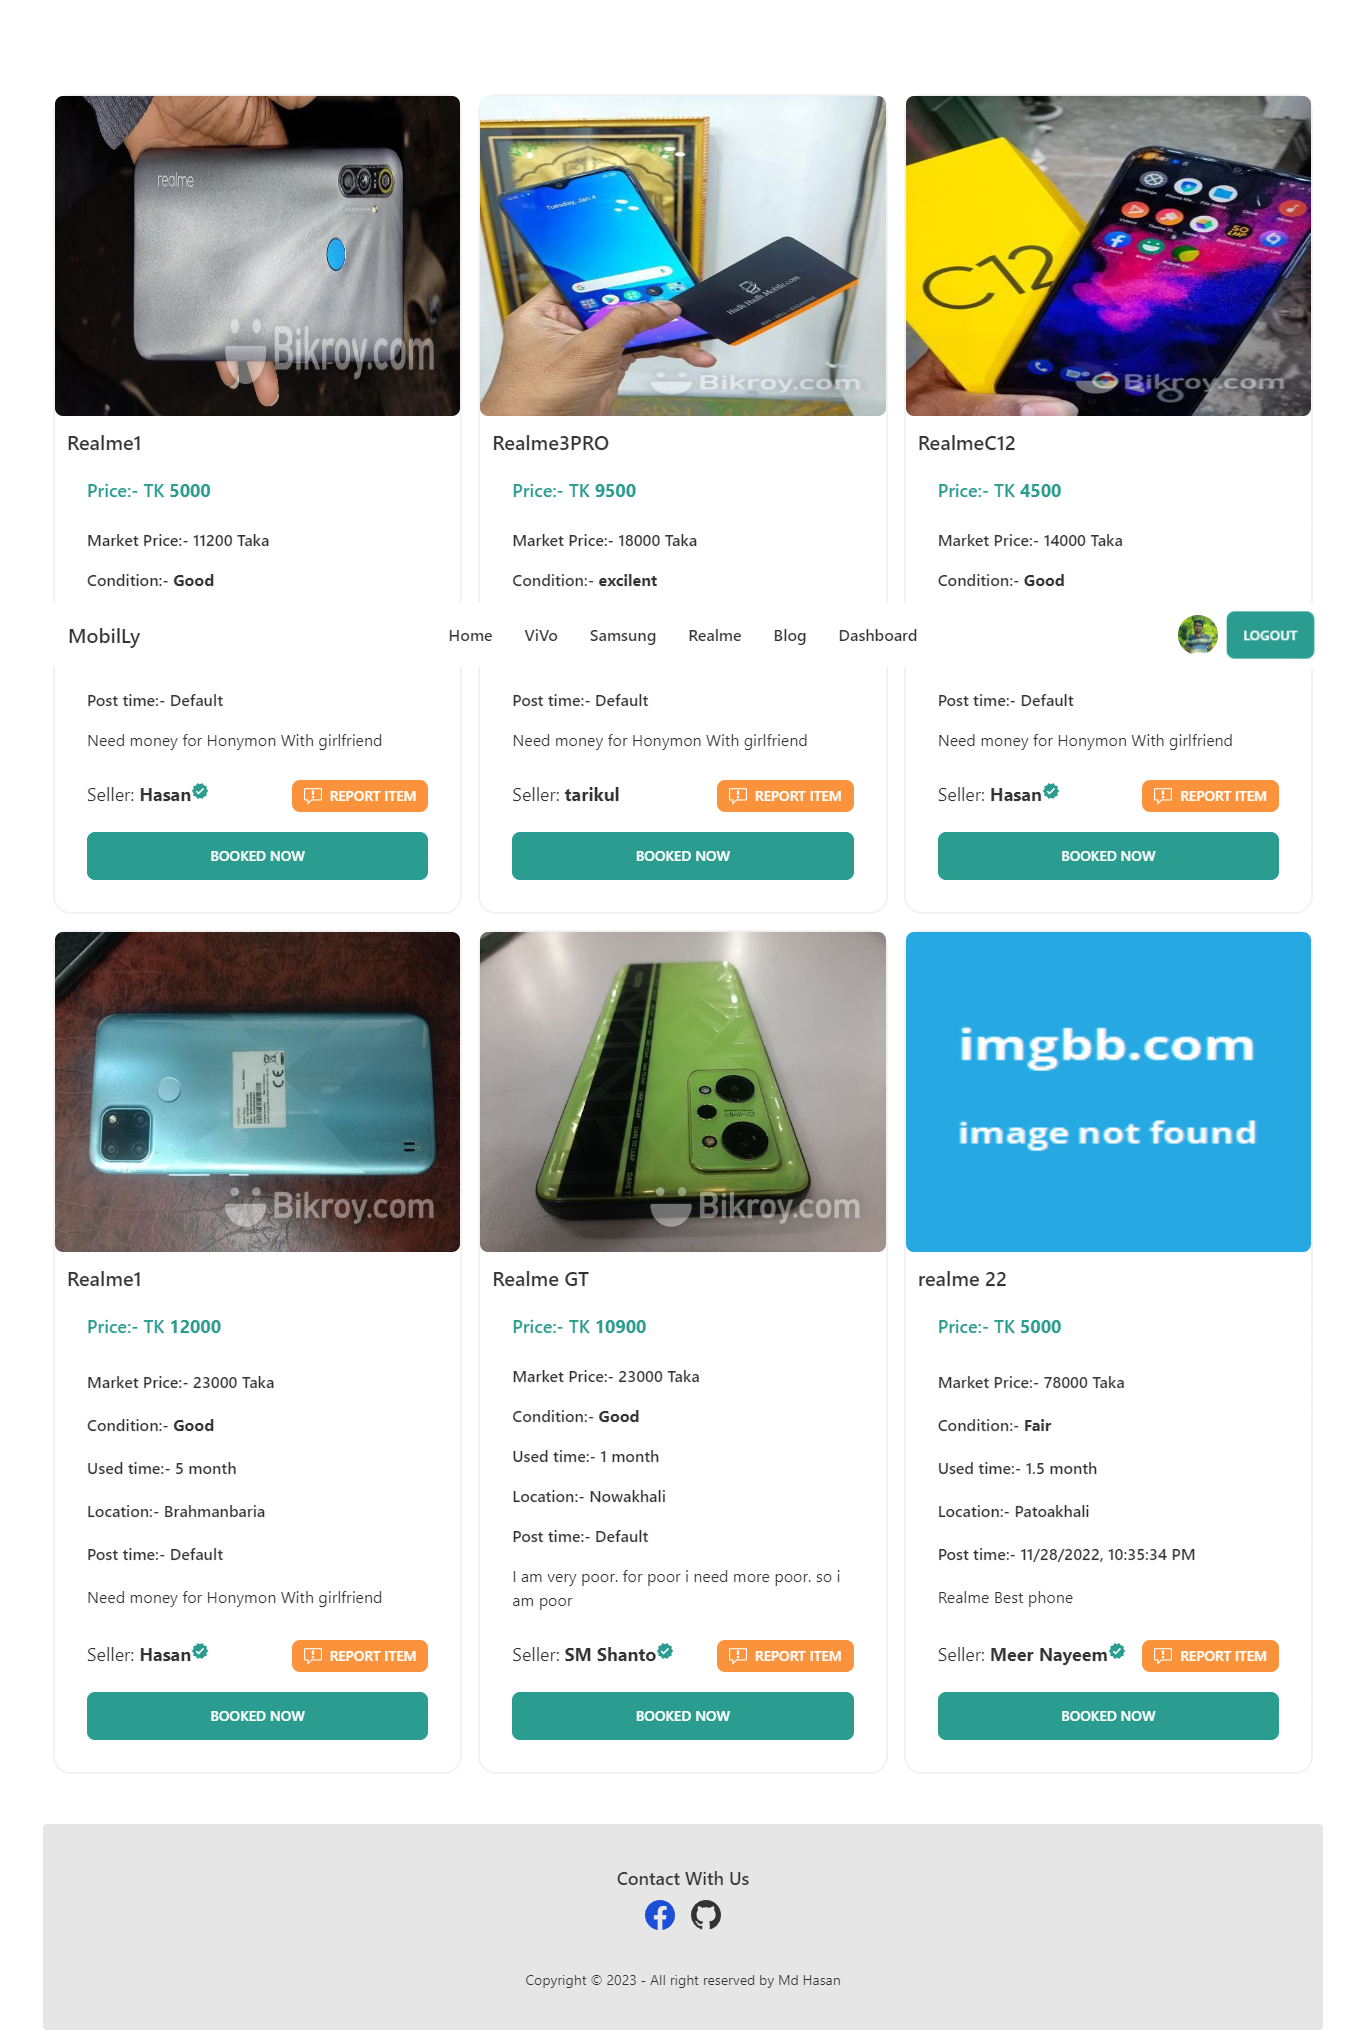 realme
Bikroy.com
Tuesday, Jan 4
Hudh Hudh Mobile.com
Bikroy.com
C12
Bikroy.com
Realme1
Price:- TK 5000
Market Price:- 11200 Taka
Condition:- Good
Realme3PRO
Price:- TK 9500
Market Price:- 18000 Taka
Condition:- excilent
RealmeC12
Price:- TK 4500
Market Price:- 14000 Taka
Condition:- Good
MobilLy
Home ViVo Samsung Realme Blog Dashboard
LOGOUT
Post time:- Default
Need money for Honymon With girlfriend
Seller: Hasan
REPORT ITEM
BOOKED NOW
Post time:- Default
Need money for Honymon With girlfriend
Seller: tarikul
REPORT ITEM
BOOKED NOW
Post time:- Default
Need money for Honymon With girlfriend
Seller: Hasan
REPORT ITEM
BOOKED NOW
CE
Bikroy.com
Bikroy.com
imgbb.com
image not found
Realme1
Price:- TK 12000
Market Price:- 23000 Taka
Condition:- Good
Used time:- 5 month
Location:- Brahmanbaria
Post time:- Default
Need money for Honymon With girlfriend
Seller: Hasan
REPORT ITEM
BOOKED NOW
Realme GT
Price:- TK 10900
Market Price:- 23000 Taka
Condition:- Good
Used time:- 1 month
Location:- Nowakhali
Post time:- Default
I am very poor. for poor i need more poor. so i
am poor
Seller: SM Shanto
REPORT ITEM
BOOKED NOW
realme 22
Price:- TK 5000
Market Price:- 78000 Taka
Condition:- Fair
Used time:- 1.5 month
Location:- Patoakhali
Post time:- 11/28/2022, 10:35:34 PM
Realme Best phone
Seller: Meer Nayeem
REPORT ITEM
BOOKED NOW
Contact With Us
Copyright © 2023 - All right reserved by Md Hasan